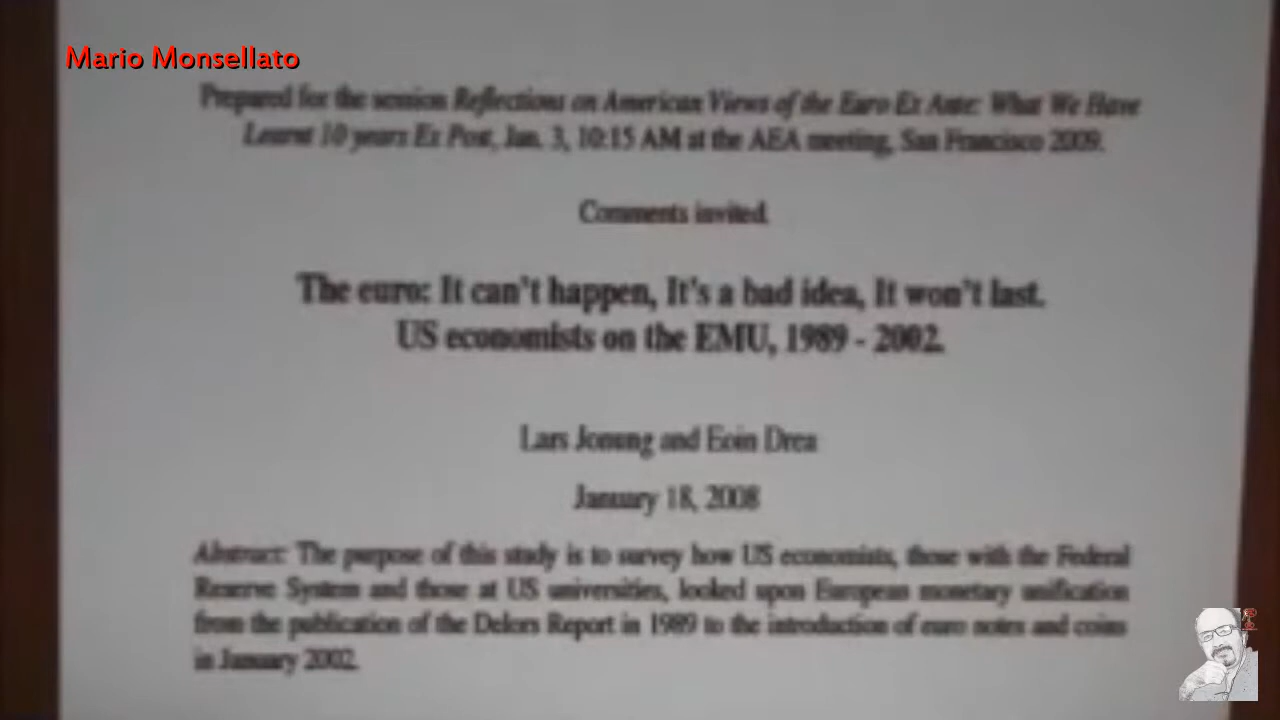 Mario Monsellato
Prepared for the session Reflections on American Views of the Euro Ex Ante: What We Have
Learnt 10 years Ex Post, Jan. 3, 10:15 AM at the AEA meeting, San Francisco 2009.
Comments invited.
The euro: It can't happen, It's a bad idea, It won't last.
US economists on the EMU, 1989 - 2002.
Lars Jonung and Eoin Drea
January 18, 2008
Abstract: The purpose of this study is to survey how US economists, those with the Federal
Reserve System and those at US universities, looked upon European monetary unification
from the publication of the Delors Report in 1989 to the introduction of euro notes and coins
in January 2002.